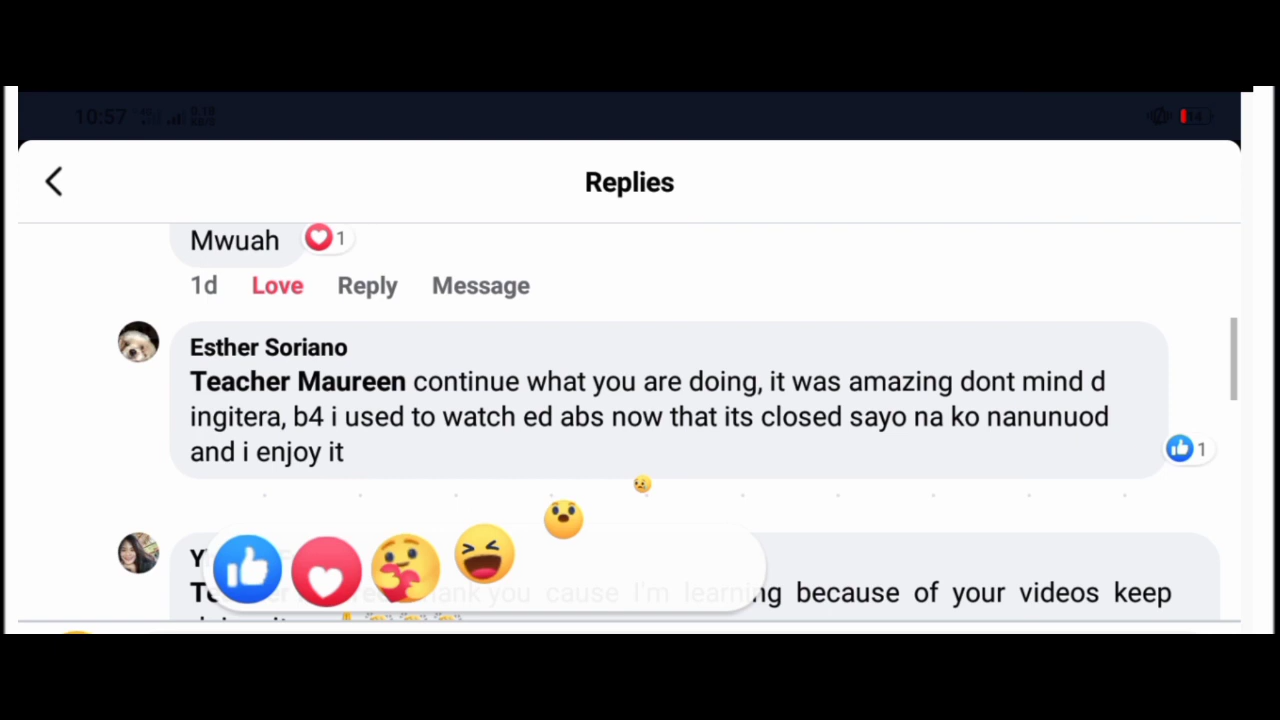 10:57
14
Replies
Mwuah 1
1d Love Reply Message
Esther Soriano
Teacher Maureen continue what you are doing, it was amazing dont mind d
ingitera, b4 i used to watch ed abs now that its closed sayo na ko nanunuod
and i enjoy it
1
thank you cause I'm learning because of your videos keep